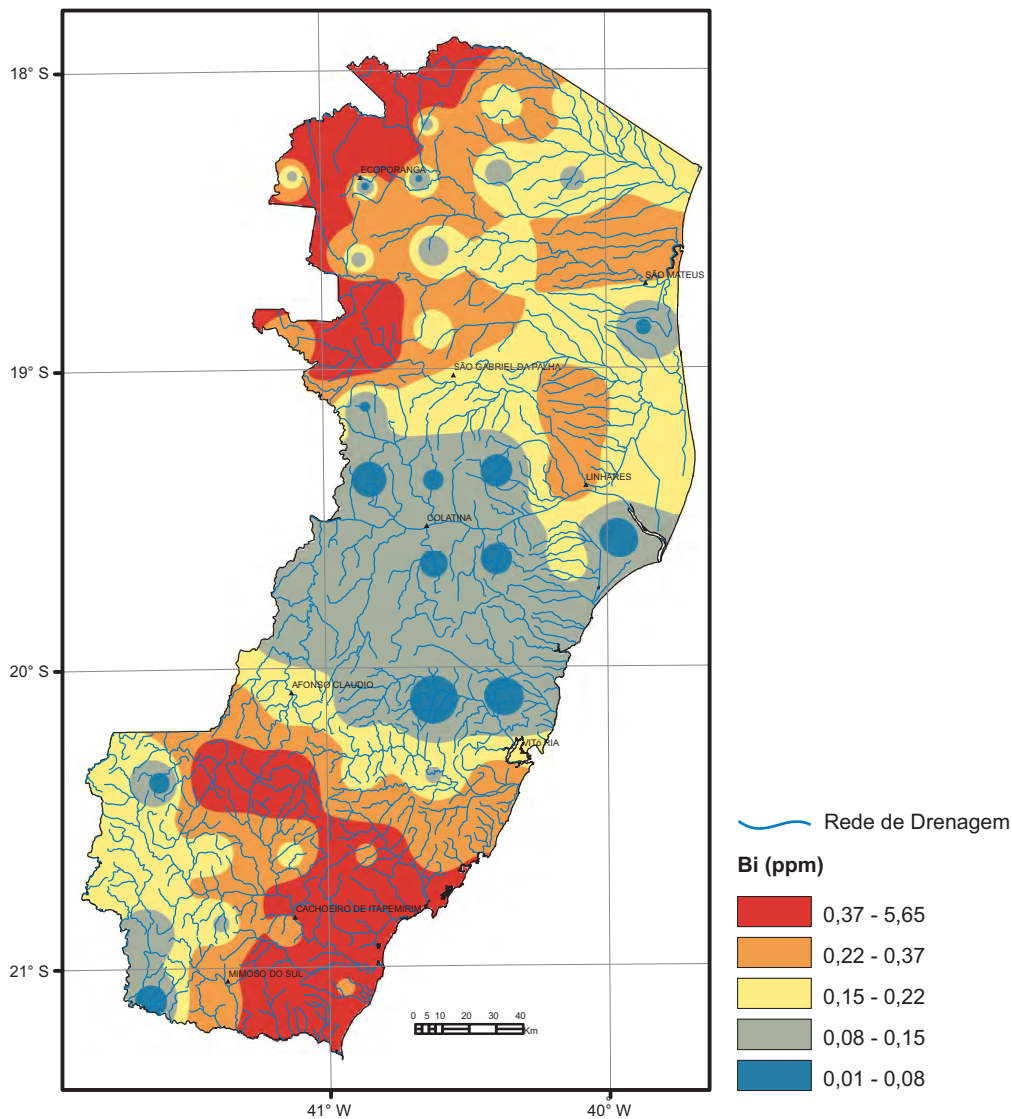 18° S
ECOPORANGA
SÃO MATEUS
19° S
SÃO GABRIEL DA PALHA
LINHARES
COLATINA
20° S
AFONSO CLAUDIO
VITÓRIA
Rede de Drenagem
Bi (ppm)
0,37 - 5,65
CACHOEIRO DE ITAPEMIRIM
0,22 - 0,37
21° S
MIMOSO DO SUL
0,15 - 0,22
0 5 10 20 30 40
Km
0,08 - 0,15
0,01 - 0,08
41° W
40° W